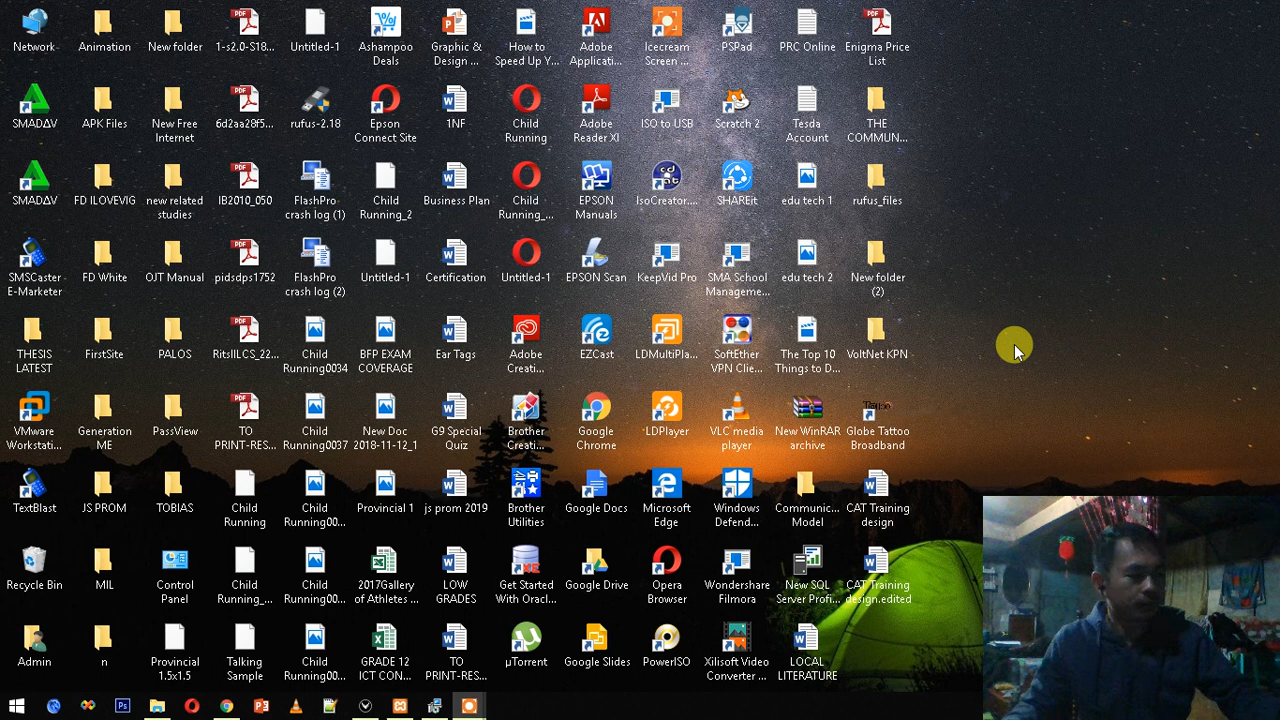 Network
Animation
New folder
1-s2.0-S18...
Untitled-1
Ashampoo
Deals
Graphic &
Design ...
How to
Speed Up Y...
Adobe
Applicati...
Icecream
Screen ...
PSPad
PRC Online
Enigma Price
List
SMADΔV
APK Files
New Free
Internet
6d2aa28f5...
rufus-2.18
Epson
Connect Site
1NF
Child
Running
Adobe
Reader XI
ISO to USB
Scratch 2
Tesda
Account
THE
COMMUN...
SMADΔV
FD ILOVEVIG
new related
studies
IB2010_050
FlashPro
crash log (1)
Child
Running_2
Business Plan
Child
Running_...
EPSON
Manuals
IsoCreator....
SHAREit
edu tech 1
rufus_files
SMSCaster
E-Marketer
FD White
OJT Manual
pidsdps1752
FlashPro
crash log (2)
Untitled-1
Certification
Untitled-1
EPSON Scan
KeepVid Pro
SMA School
Manageme...
edu tech 2
New folder
(2)
THESIS
LATEST
FirstSite
PALOS
RitsIILCS_22...
Child
Running0034
BFP EXAM
COVERAGE
Ear Tags
Adobe
Creati...
EZCast
LDMultiPla...
SoftEther
VPN Clie...
The Top 10
Things to D...
VoltNet KPN
VMware
Workstati...
Generation
ME
PassView
TO
PRINT-RES...
Child
Running0037
New Doc
2018-11-12_1
G9 Special
Quiz
Brother
Creati...
Google
Chrome
LDPlayer
VLC media
player
New WinRAR
archive
Globe Tattoo
Broadband
TextBlast
JS PROM
TOBIAS
Child
Running
Child
Running00...
Provincial 1
js prom 2019
Brother
Utilities
Google Docs
Microsoft
Edge
Windows
Defend...
Communic...
Model
CAT Training
design
Recycle Bin
MIL
Control
Panel
Child
Running_...
Child
Running00...
2017Gallery
of Athletes ...
LOW
GRADES
Get Started
With Oracl...
Google Drive
Opera
Browser
Wondershare
Filmora
New SQL
Server Profi...
CAT Training
design.edited
Admin
n
Provincial
1.5x1.5
Talking
Sample
Child
Running00...
GRADE 12
ICT CON...
TO
PRINT-RES...
µTorrent
Google Slides
PowerISO
Xilisoft Video
Converter ...
LOCAL
LITERATURE